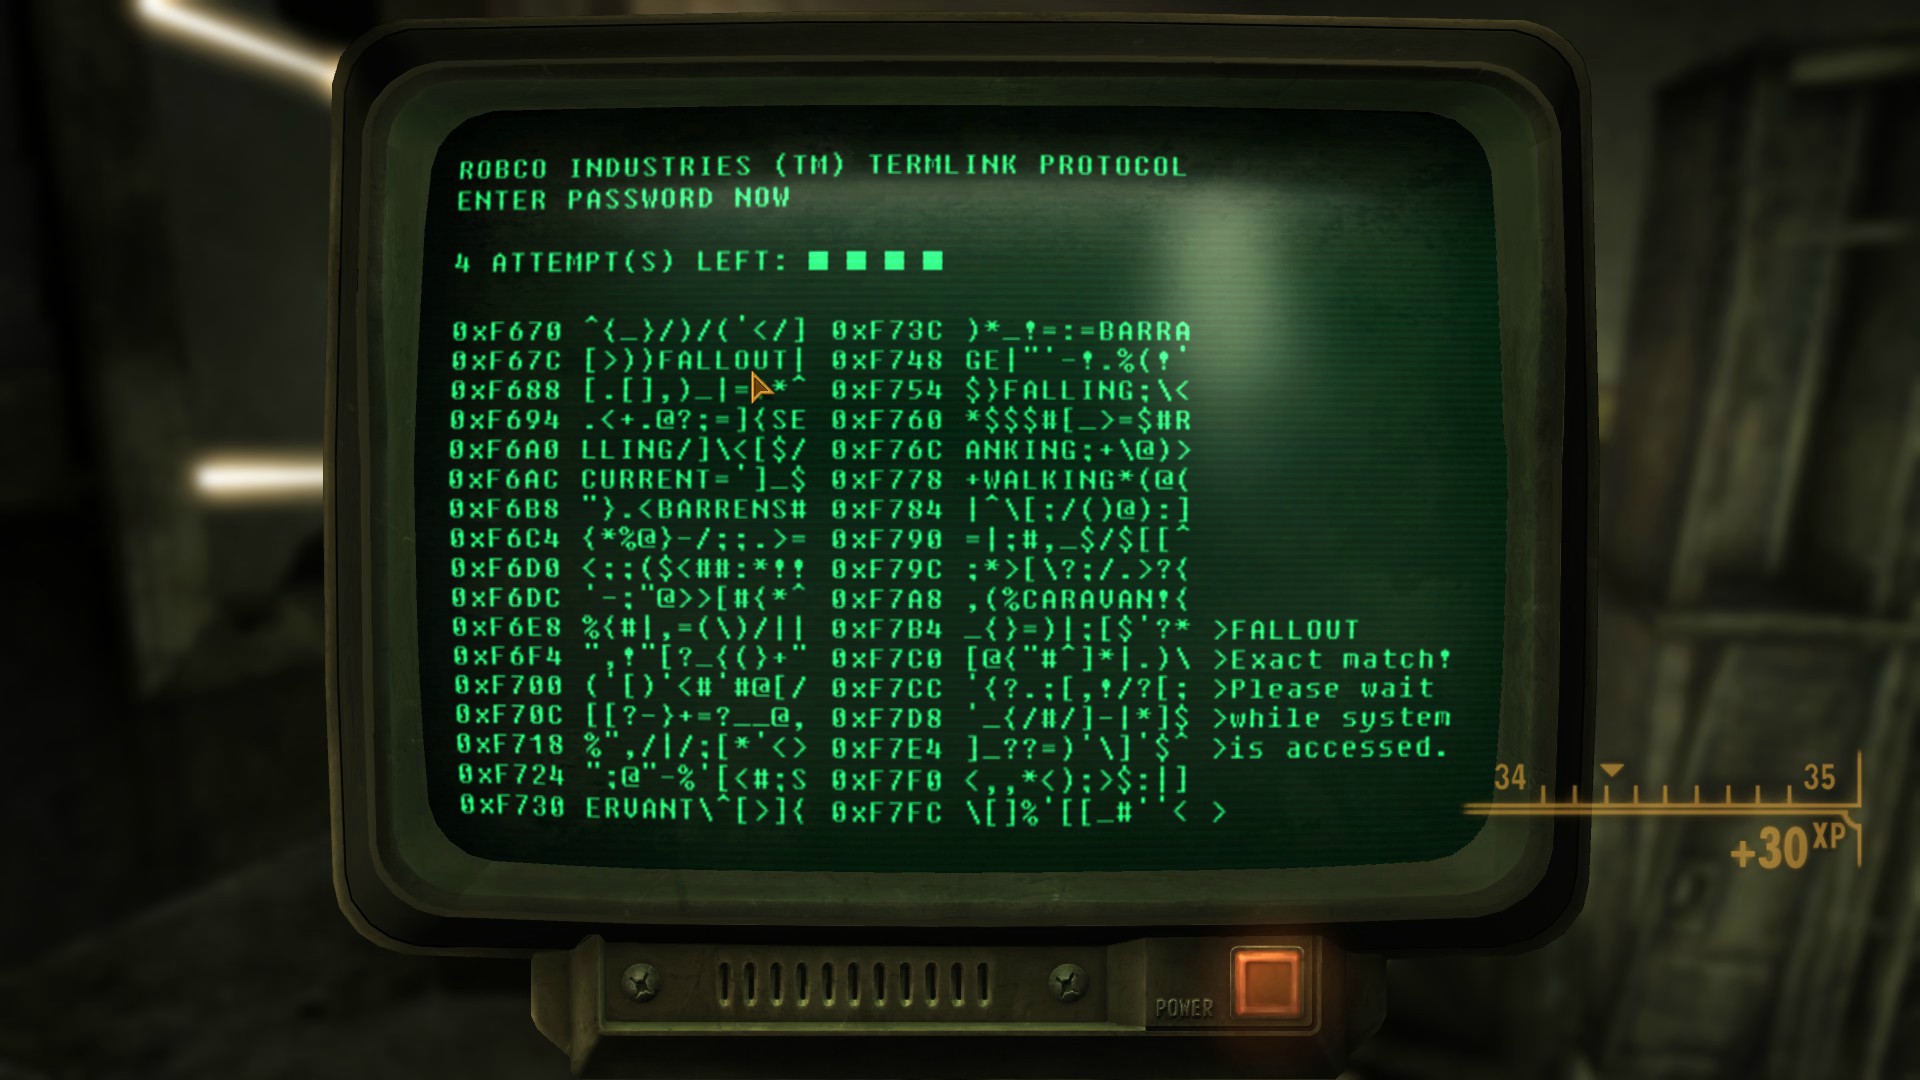 ROBCO INDUSTRIES (TM) TERMLINK PROTOCOL
ENTER PASSWORD NOW
4 ATTEMPT(S) LEFT: ■ ■ ■ ■
0xF670 ^{_}/)/('</] 0xF73C )*_!=:=BARRA
0xF67C [>))FALLOUT| 0xF748 GE|"'-!.%(!'
0xF688 [.[],)_|= *^ 0xF754 $}FALLING;\<
0xF694 .<+.@?;=]{SE 0xF760 *$$$#[_>=$#R
0xF6A0 LLING/]\<[$/ 0xF76C ANKING;+\@)>
0xF6AC CURRENT=']_$ 0xF778 +WALKING*(@(
0xF6B8 "}.<BARRENS# 0xF784 |^\[;/()@):]
0xF6C4 {*%@}-/;;.>= 0xF790 =|;#,_$/$[[^
0xF6D0 <;;($<##:*!! 0xF79C ;*>[\?;/.>?{
0xF6DC '-;"@>>[#{*^ 0xF7A8 ,(%CARAVAN!{
0xF6E8 %{#|,=(\)/|| 0xF7B4 _{}=)|;[$'?* >FALLOUT
0xF6F4 ",!"[?_{(}+" 0xF7C0 [@{"#^]*|.)\ >Exact match!
0xF700 ('[)'<#'#@[/ 0xF7CC '{?.;[,!/?[; >Please wait
0xF70C [[?-}+=?__@, 0xF7D8 '_{/#/]-|*]$ >while system
0xF718 %",/|/;[*'<> 0xF7E4 ]_??=)'\]'$^ >is accessed.
0xF724 ";@"-%'[<#;S 0xF7F0 <,,*<);>$:|]
0xF730 ERVANT\^[>]{ 0xF7FC \[]%'[[_#''< >
34 35
+30 XP
POWER